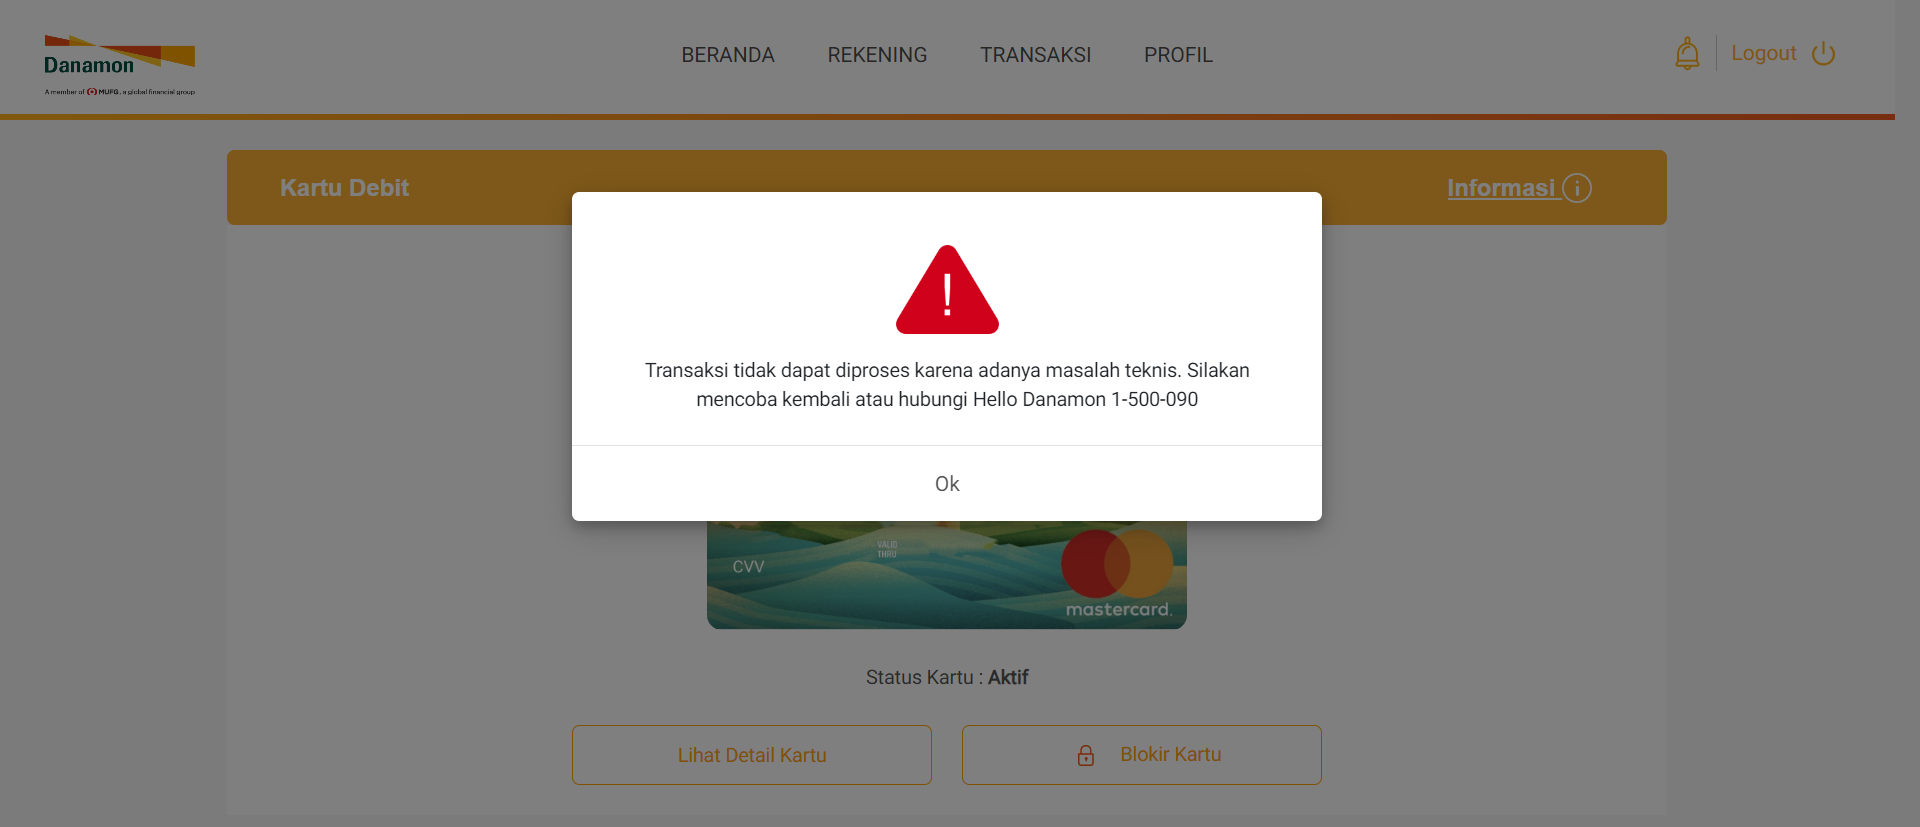 Danamon
A member of MUFG, a global financial group
BERANDA
REKENING
TRANSAKSI
PROFIL
Logout
Kartu Debit
Informasi
Transaksi tidak dapat diproses karena adanya masalah teknis. Silakan
mencoba kembali atau hubungi Hello Danamon 1-500-090
Ok
VALID
THRU
CVV
mastercard.
Status Kartu : Aktif
Lihat Detail Kartu
Blokir Kartu